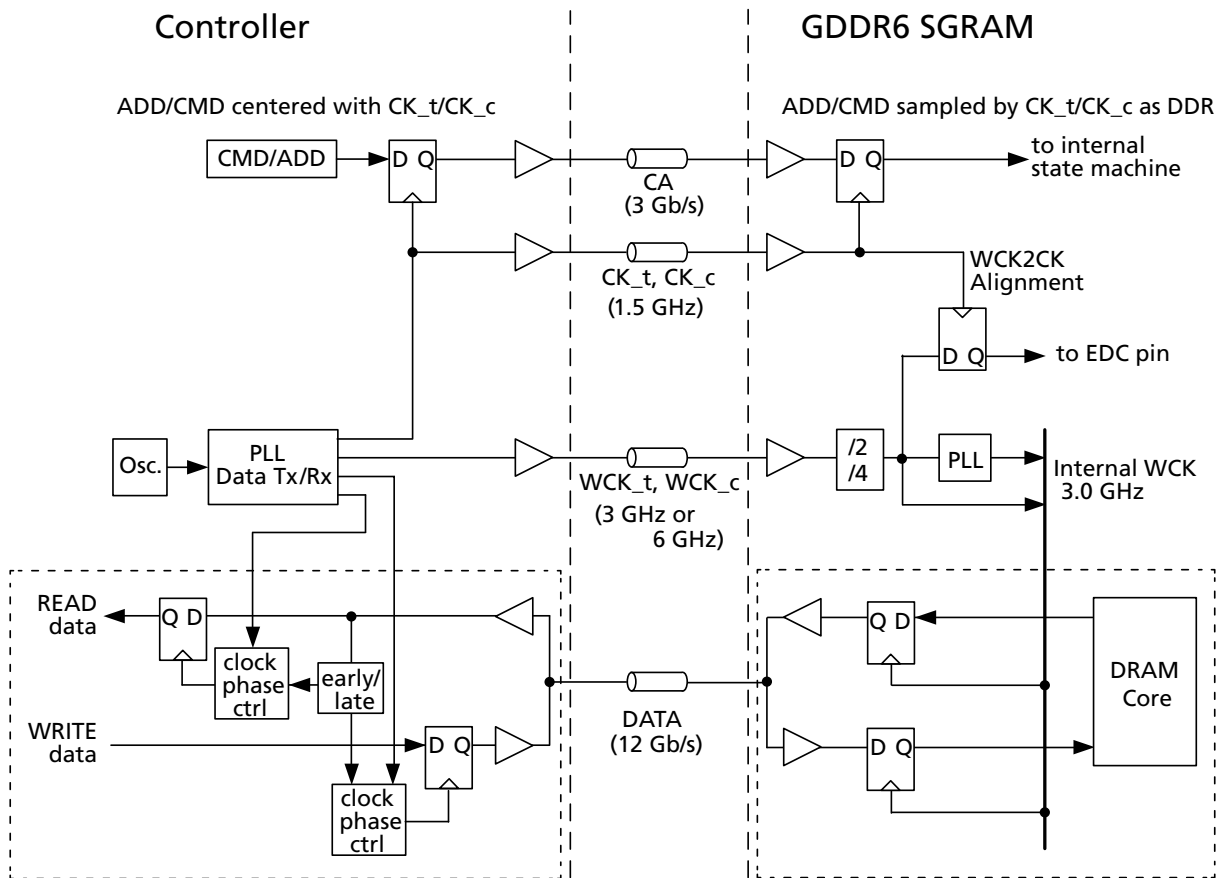 Controller
GDDR6 SGRAM
ADD/CMD centered with CK_t/CK_c
ADD/CMD sampled by CK_t/CK_c as DDR
CMD/ADD
D Q
CA
(3 Gb/s)
D Q
to internal
state machine
CK_t, CK_c
(1.5 GHz)
WCK2CK
Alignment
D Q
to EDC pin
Osc.
PLL
Data Tx/Rx
WCK_t, WCK_c
(3 GHz or
6 GHz)
/2
/4
PLL
Internal WCK
3.0 GHz
READ
data
Q D
clock
phase
ctrl
early/
late
WRITE
data
D Q
clock
phase
ctrl
DATA
(12 Gb/s)
Q D
D Q
DRAM
Core